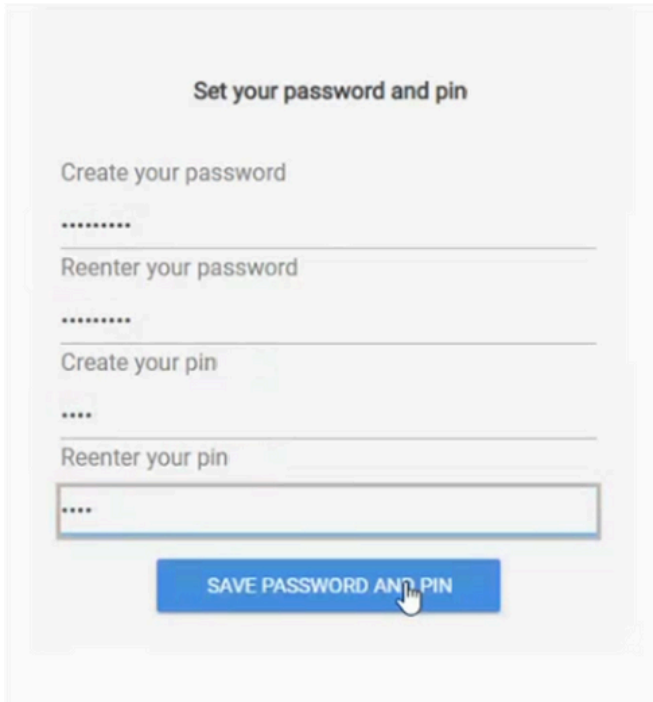 Set your password and pin
Create your password
•••••••••
Reenter your password
•••••••••
Create your pin
••••
Reenter your pin
••••
SAVE PASSWORD AND PIN